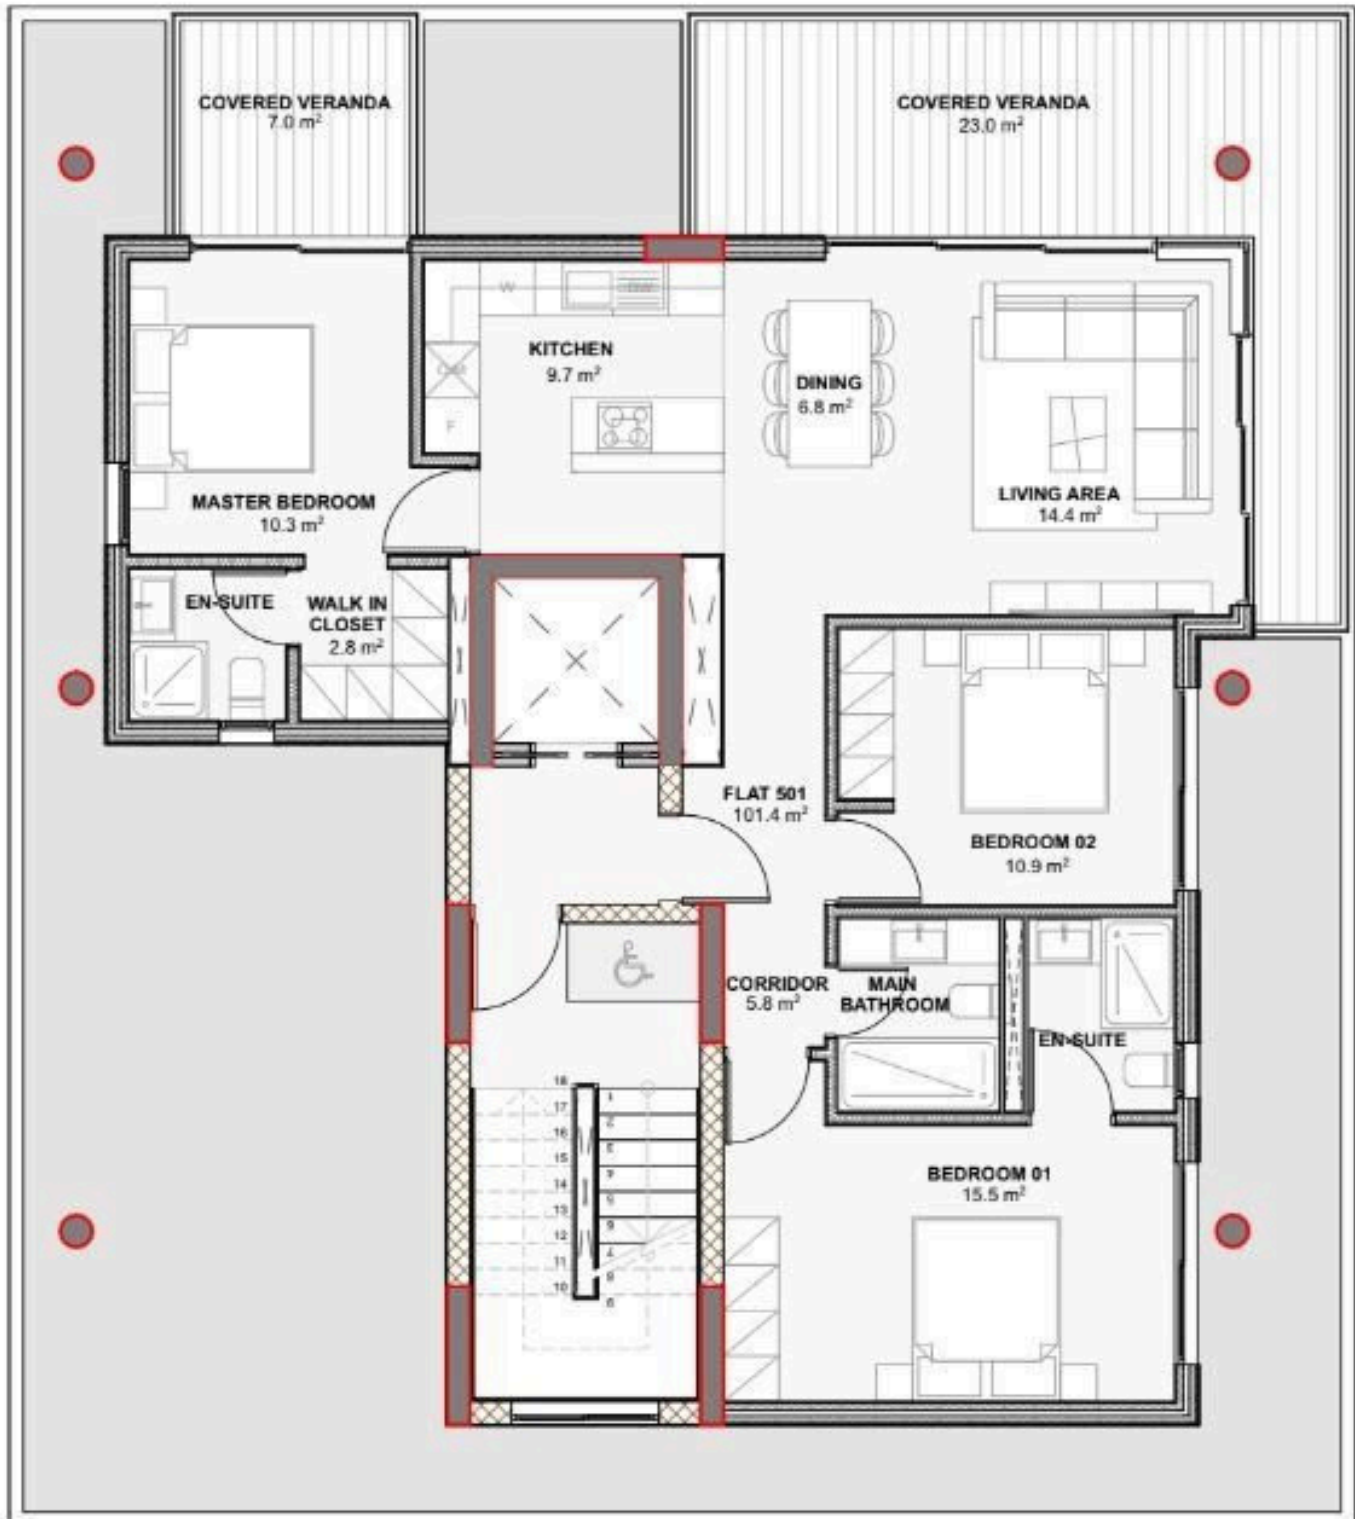 COVERED VERANDA
7.0 m²
COVERED VERANDA
23.0 m²
W
DW
KITCHEN
9.7 m²
DINING
6.8 m²
F
MASTER BEDROOM
10.3 m²
LIVING AREA
14.4 m²
EN-SUITE
WALK IN
CLOSET
2.8 m²
FLAT 501
101.4 m²
BEDROOM 02
10.9 m²
CORRIDOR
5.8 m²
MAIN
BATHROOM
EN-SUITE
18
17
16
15
14
13
12
11
10
1
2
3
4
5
6
7
8
9
BEDROOM 01
15.5 m²